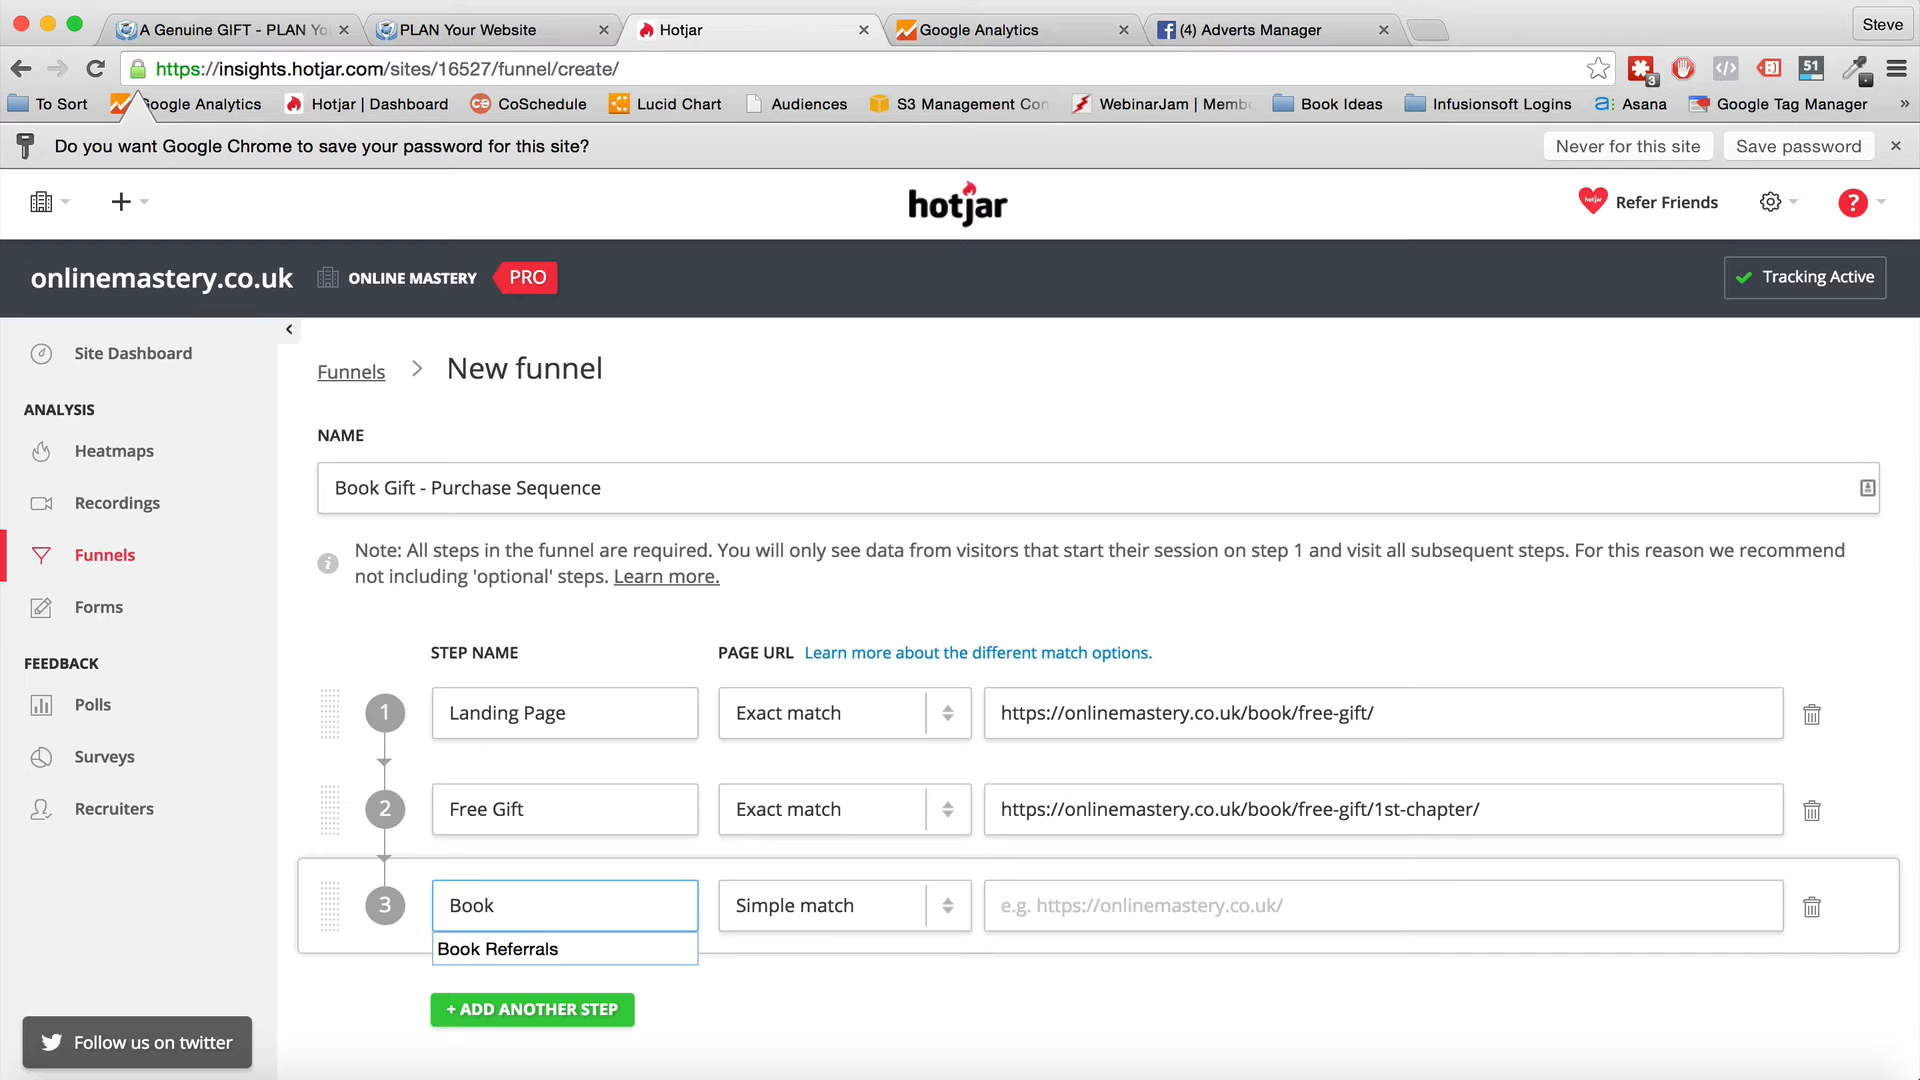 A Genuine GIFT - PLAN Yo
PLAN Your Website
Hotjar
Google Analytics
(4) Adverts Manager
Steve
https://insights.hotjar.com/sites/16527/funnel/create/
3
51
To Sort
Google Analytics
Hotjar | Dashboard
CoSchedule
Lucid Chart
Audiences
S3 Management Con
WebinarJam | Membe
Book Ideas
Infusionsoft Logins
Asana
Google Tag Manager
»
Do you want Google Chrome to save your password for this site?
Never for this site
Save password
hotjar
Refer Friends
?
onlinemastery.co.uk
ONLINE MASTERY
PRO
Tracking Active
Site Dashboard
ANALYSIS
Heatmaps
Recordings
Funnels
Forms
FEEDBACK
Polls
Surveys
Recruiters
Follow us on twitter
Funnels > New funnel
NAME
Book Gift - Purchase Sequence
Note: All steps in the funnel are required. You will only see data from visitors that start their session on step 1 and visit all subsequent steps. For this reason we recommend
not including 'optional' steps. Learn more.
STEP NAME
PAGE URL Learn more about the different match options.
1 Landing Page Exact match https://onlinemastery.co.uk/book/free-gift/
2 Free Gift Exact match https://onlinemastery.co.uk/book/free-gift/1st-chapter/
3 Book Simple match e.g. https://onlinemastery.co.uk/
Book Referrals
+ ADD ANOTHER STEP